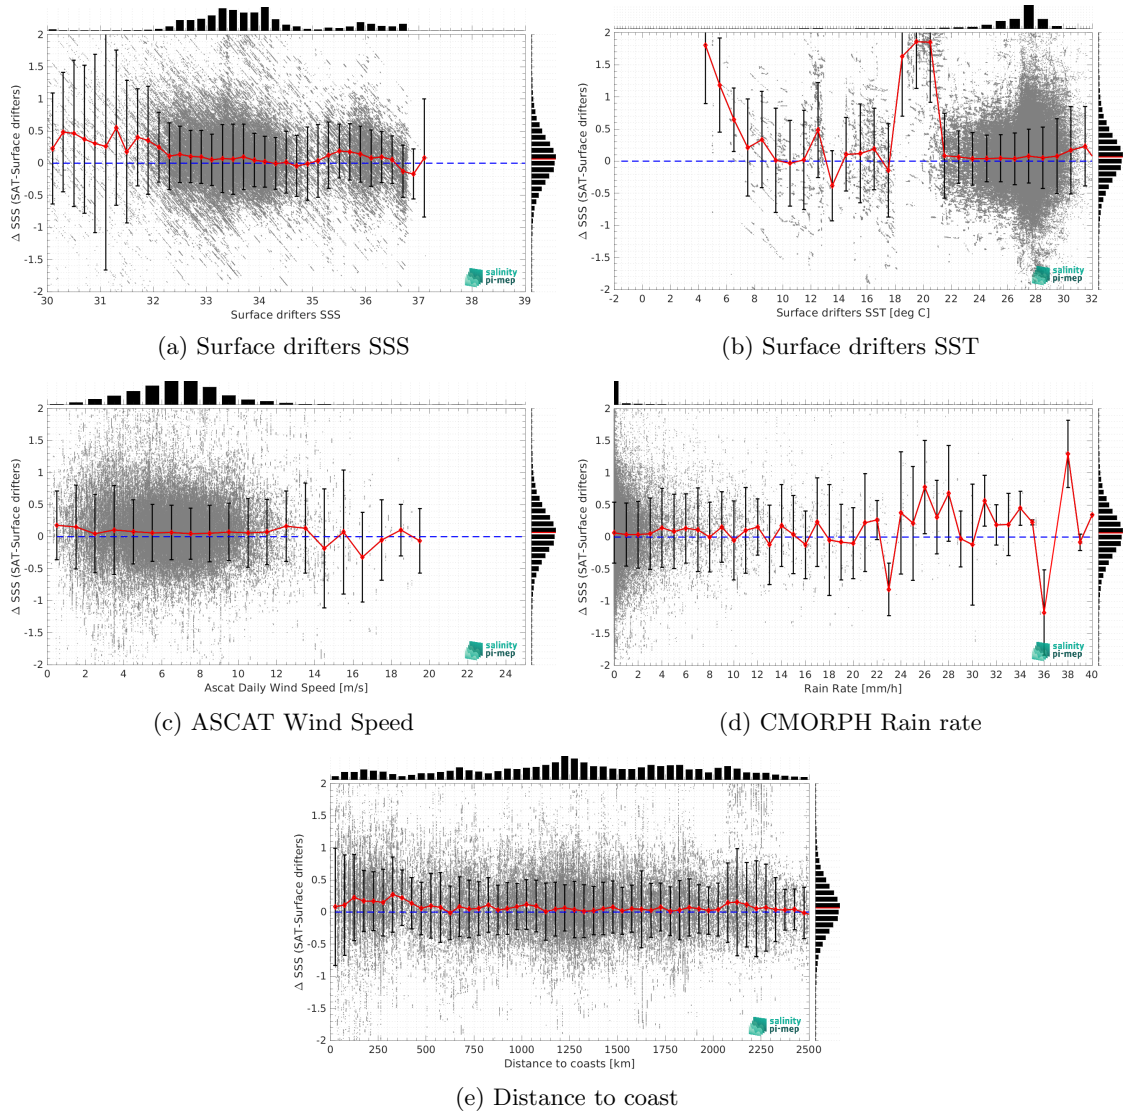 2
1.5
1
0.5
0
-0.5
-1
-1.5
-2
Δ SSS (SAT-Surface drifters)
30 31 32 33 34 35 36 37 38 39
Surface drifters SSS
salinity
pi-mep
(a) Surface drifters SSS
2
1.5
1
0.5
0
-0.5
-1
-1.5
-2
Δ SSS (SAT-Surface drifters)
-2 0 2 4 6 8 10 12 14 16 18 20 22 24 26 28 30 32
Surface drifters SST [deg C]
salinity
pi-mep
(b) Surface drifters SST
2
1.5
1
0.5
0
-0.5
-1
-1.5
-2
Δ SSS (SAT-Surface drifters)
0 2 4 6 8 10 12 14 16 18 20 22 24
Ascat Daily Wind Speed [m/s]
salinity
pi-mep
(c) ASCAT Wind Speed
2
1.5
1
0.5
0
-0.5
-1
-1.5
-2
Δ SSS (SAT-Surface drifters)
0 2 4 6 8 10 12 14 16 18 20 22 24 26 28 30 32 34 36 38 40
Rain Rate [mm/h]
salinity
pi-mep
(d) CMORPH Rain rate
2
1.5
1
0.5
0
-0.5
-1
-1.5
-2
Δ SSS (SAT-Surface drifters)
0 250 500 750 1000 1250 1500 1750 2000 2250 2500
Distance to coasts [km]
salinity
pi-mep
(e) Distance to coast